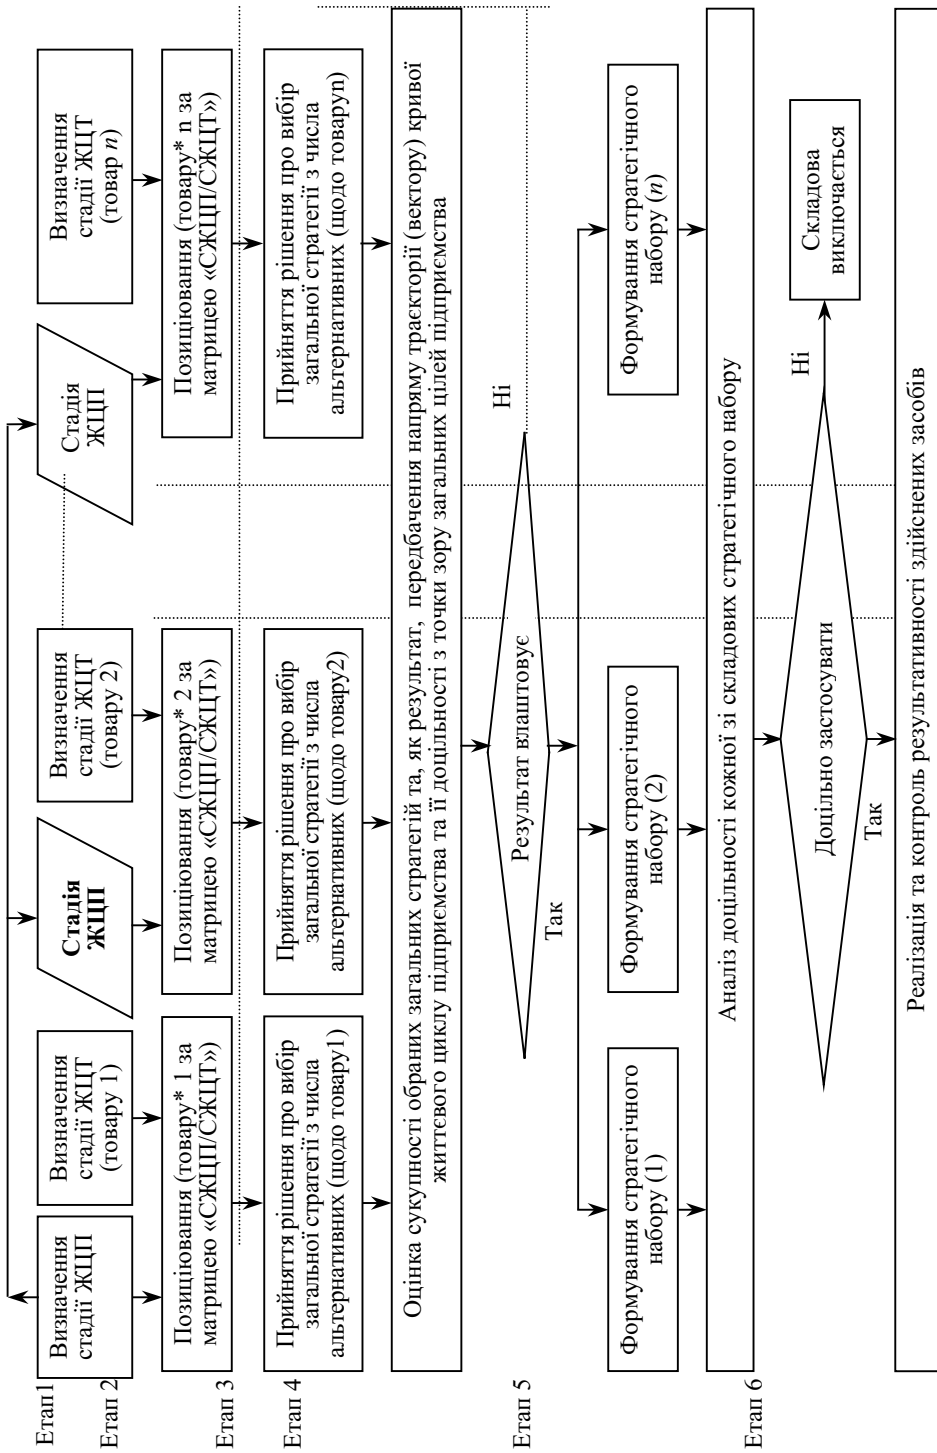 Етап1
Етап 2
Визначення
стадії ЖЦП
Визначення
стадії ЖЦТ
(товару 1)
Стадія
ЖЦП
Визначення
стадії ЖЦТ
(товару 2)
Стадія
ЖЦП
Визначення
стадії ЖЦТ
(товар n)
Етап 3
Позиціювання (товару* 1 за
матрицею «СЖЦП/СЖЦТ»)
Позиціювання (товару* 2 за
матрицею «СЖЦП/СЖЦТ»)
Позиціювання (товару* n за
матрицею «СЖЦП/СЖЦТ»)
Етап 4
Прийняття рішення про вибір
загальної стратегії з числа
альтернативних (щодо товару1)
Прийняття рішення про вибір
загальної стратегії з числа
альтернативних (щодо товару2)
Прийняття рішення про вибір
загальної стратегії з числа
альтернативних (щодо товаруn)
Оцінка сукупності обраних загальних стратегій та, як результат, передбачення напряму траєкторії (вектору) кривої
життєвого циклу підприємства та її доцільності з точки зору загальних цілей підприємства
Етап 5
Результат влаштовує
Ні
Так
Формування стратегічного
набору (1)
Формування стратегічного
набору (2)
Формування стратегічного
набору (n)
Етап 6
Аналіз доцільності кожної зі складових стратегічного набору
Доцільно застосувати
Ні
Складова
виключається
Так
Реалізація та контроль результативності здійснених засобів